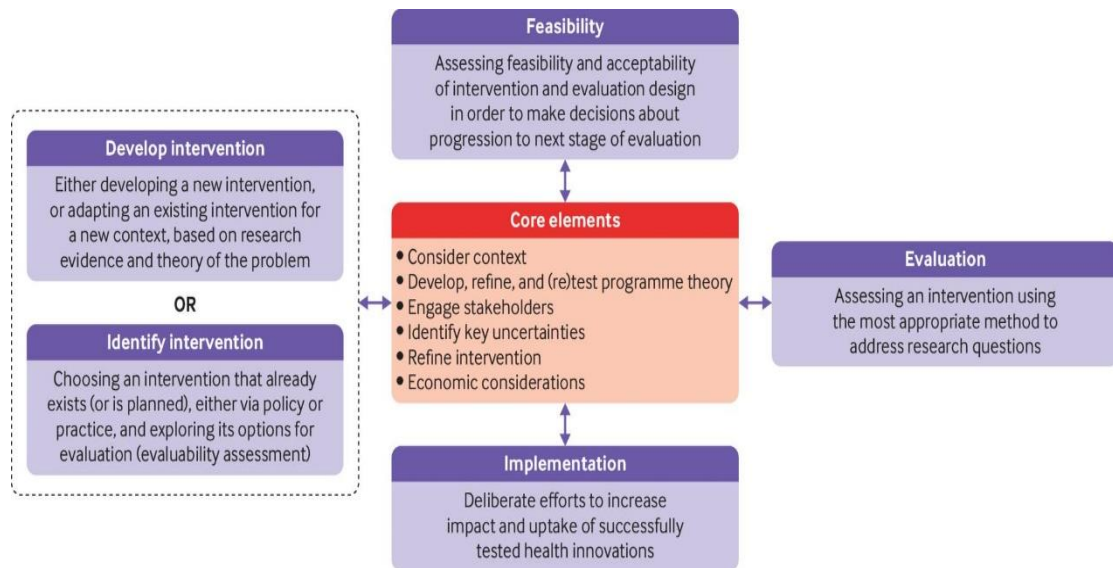 Feasibility
Assessing feasibility and acceptability
of intervention and evaluation design
in order to make decisions about
progression to next stage of evaluation
Develop intervention
Either developing a new intervention,
or adapting an existing intervention for
a new context, based on research
evidence and theory of the problem
OR
Identify intervention
Choosing an intervention that already
exists (or is planned), either via policy or
practice, and exploring its options for
evaluation (evaluability assessment)
Core elements
• Consider context
• Develop, refine, and (re)test programme theory
• Engage stakeholders
• Identify key uncertainties
• Refine intervention
• Economic considerations
Evaluation
Assessing an intervention using
the most appropriate method to
address research questions
Implementation
Deliberate efforts to increase
impact and uptake of successfully
tested health innovations